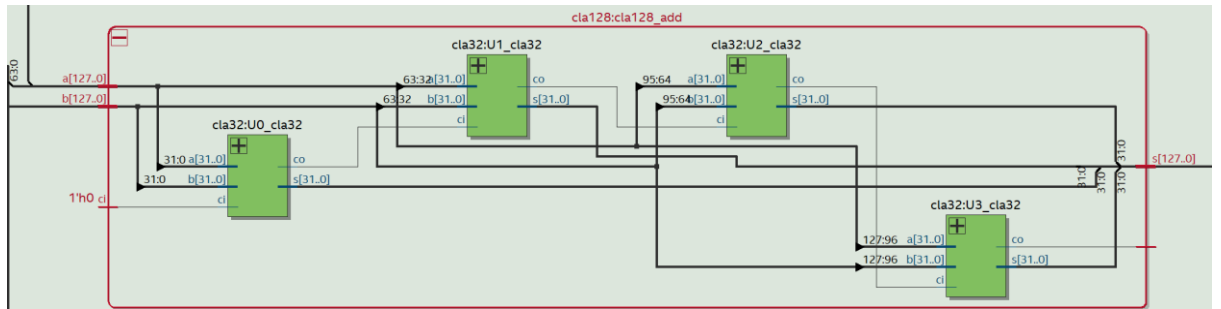 cla128:cla128_add
63:0
a[127..0]
b[127..0]
1'h0 ci
cla32:U0_cla32
31:0 a[31..0]
31:0 b[31..0]
ci
co
s[31..0]
cla32:U1_cla32
63:32 a[31..0]
63:32 b[31..0]
ci
co
s[31..0]
cla32:U2_cla32
95:64 a[31..0]
95:64 b[31..0]
ci
co
s[31..0]
31:0
31:0
31:0
31:0
s[127..0]
cla32:U3_cla32
127:96 a[31..0]
127:96 b[31..0]
ci
co
s[31..0]